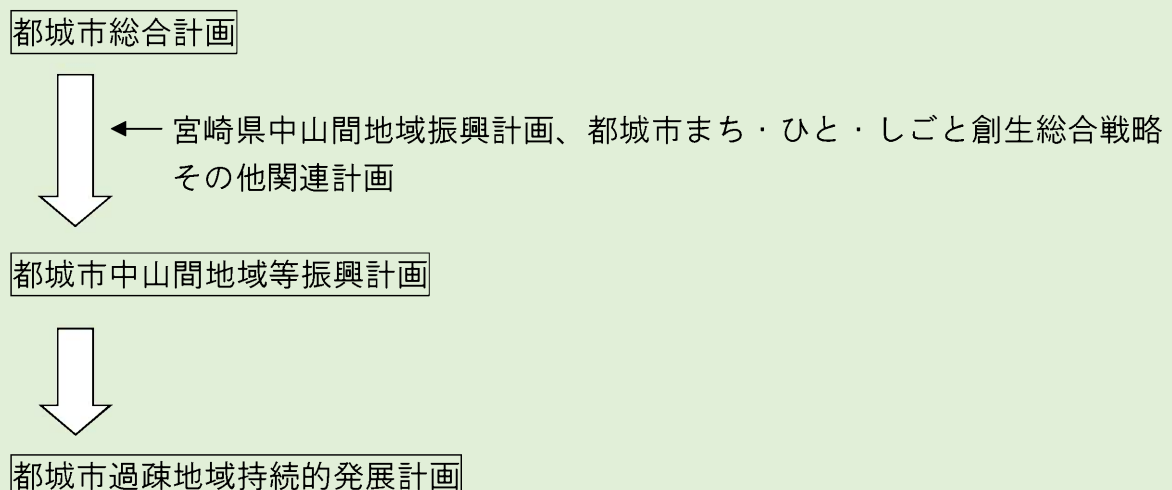 都城市総合計画
宮崎県中山間地域振興計画、都城市まち・ひと・しごと創生総合戦略
その他関連計画
都城市中山間地域等振興計画
都城市過疎地域持続的発展計画